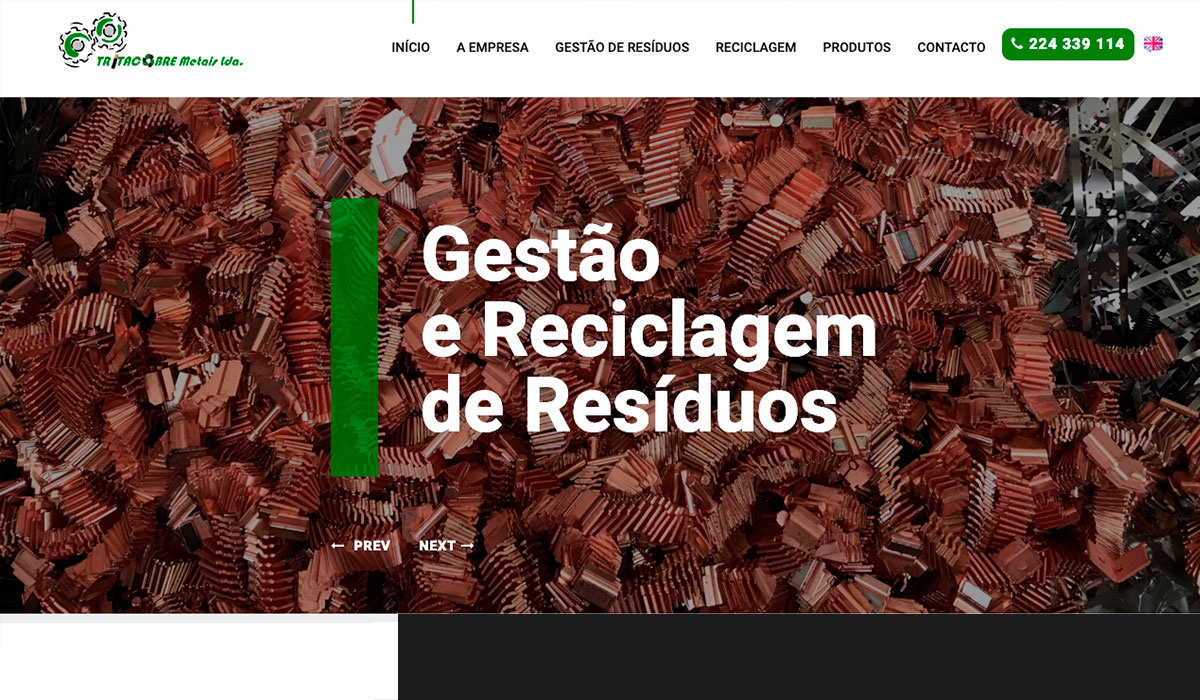 TRITACOBRE Metais lda.
INÍCIO
A EMPRESA
GESTÃO DE RESÍDUOS
RECICLAGEM
PRODUTOS
CONTACTO
224 339 114
Gestão
e Reciclagem
de Resíduos
PREV
NEXT